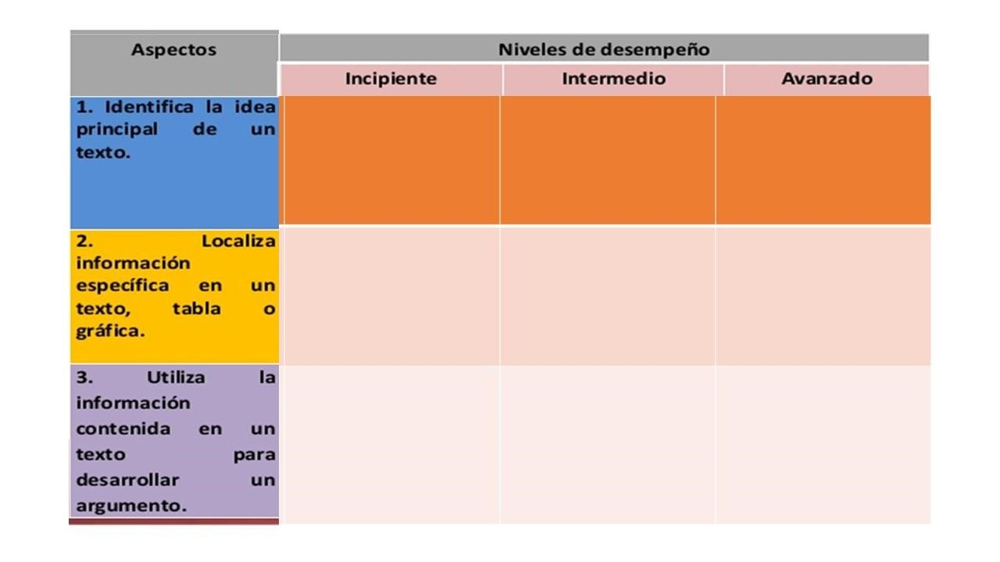 Aspectos
Niveles de desempeño
Incipiente
Intermedio
Avanzado
1. Identifica la idea
principal de un
texto.
2. Localiza
información
específica en un
texto, tabla o
gráfica.
3. Utiliza la
información
contenida en un
texto para
desarrollar un
argumento.